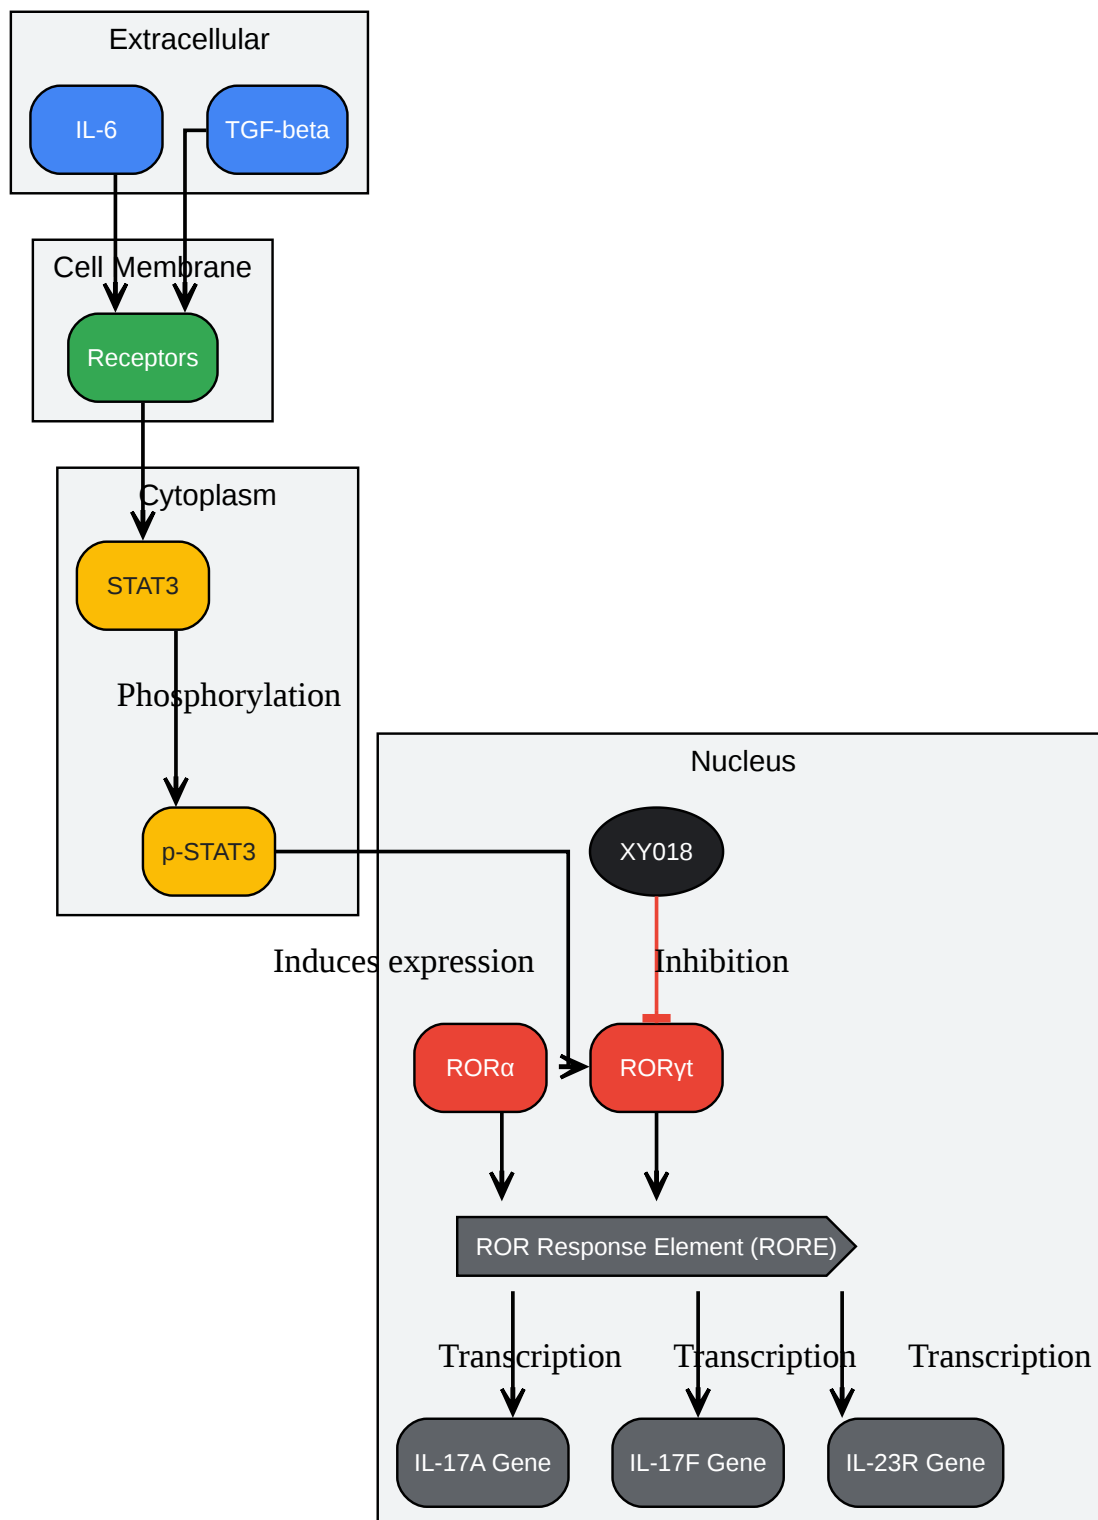 Extracellular
IL-6
TGF-beta
Cell Membrane
Receptors
Cytoplasm
STAT3
Phosphorylation
Nucleus
p-STAT3
XY018
Induces expression
Inhibition
RORα
RORγt
ROR Response Element (RORE)
Transcription
Transcription
Transcription
IL-17A Gene
IL-17F Gene
IL-23R Gene